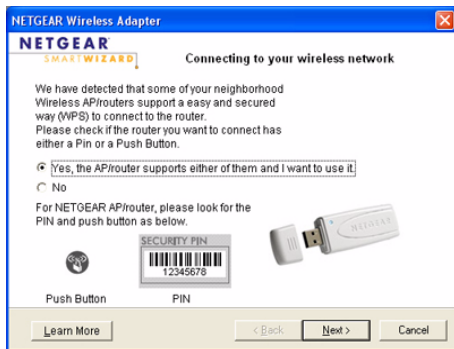 NETGEAR Wireless Adapter
NETGEAR
SMARTWIZARD
Connecting to your wireless network
We have detected that some of your neighborhood
Wireless AP/routers support a easy and secured
way (WPS) to connect to the router.
Please check if the router you want to connect has
either a Pin or a Push Button.
Yes, the AP/router supports either of them and I want to use it.
No
For NETGEAR AP/router, please look for the
PIN and push button as below.
SECURITY PIN
12345678
NETGEAR
Push Button
PIN
Learn More
< Back
Next >
Cancel